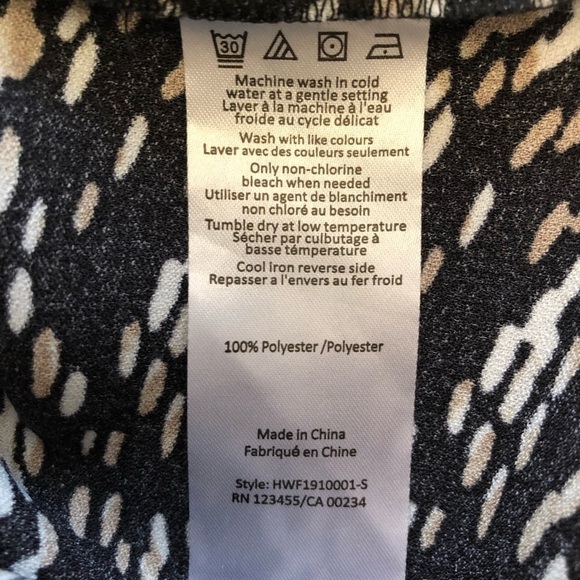 30
Machine wash in cold
water at a gentle setting
Layer à la machine à l'eau
froide au cycle délicat
Wash with like colours
Laver avec des couleurs seulement
Only non-chlorine
bleach when needed
Utiliser un agent de blanchiment
non chloré au besoin
Tumble dry at low temperature
Sécher par culbutage à
basse température
Cool iron reverse side
Repasser a l'envers au fer froid
100% Polyester /Polyester
Made in China
Fabriqué en Chine
Style: HWF1910001-S
RN 123455/CA 00234